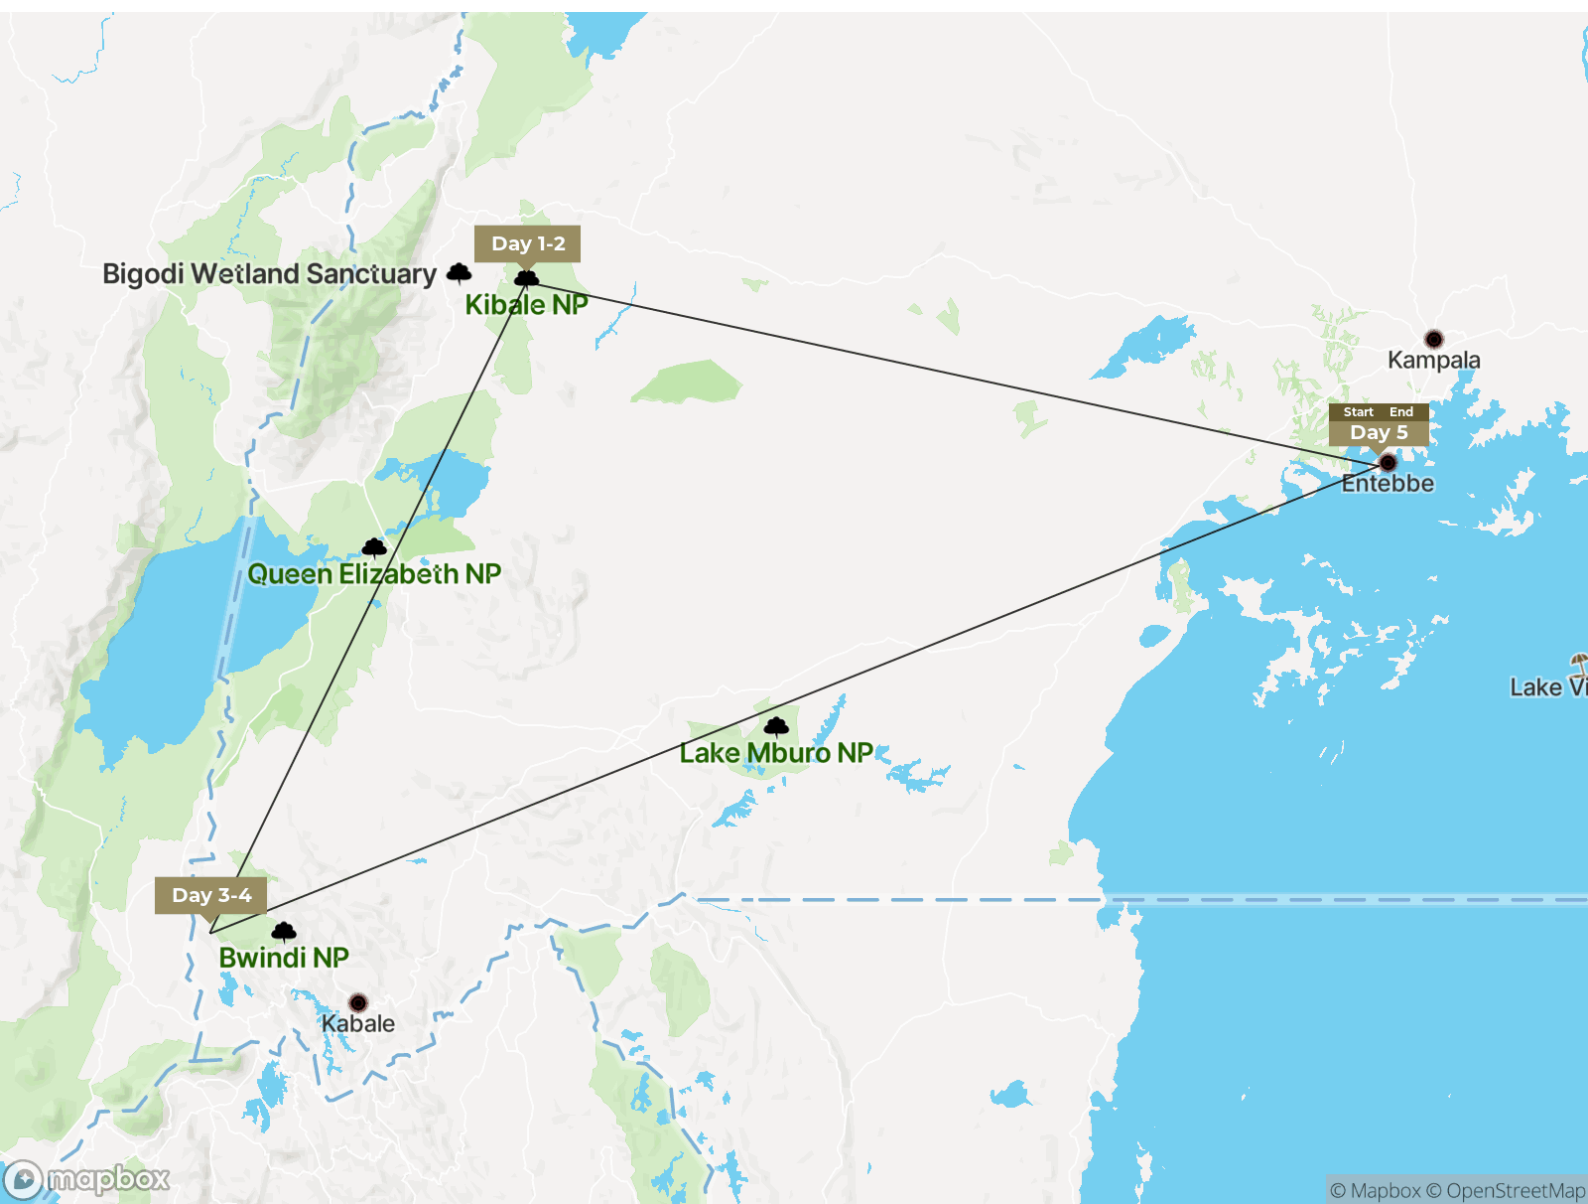 Day 1-2
Bigodi Wetland Sanctuary
Kibale NP
Kampala
Start End
Day 5
Entebbe
Queen Elizabeth NP
Lake Vi
Lake Mburo NP
Day 3-4
Bwindi NP
Kabale
mapbox
© Mapbox © OpenStreetMap